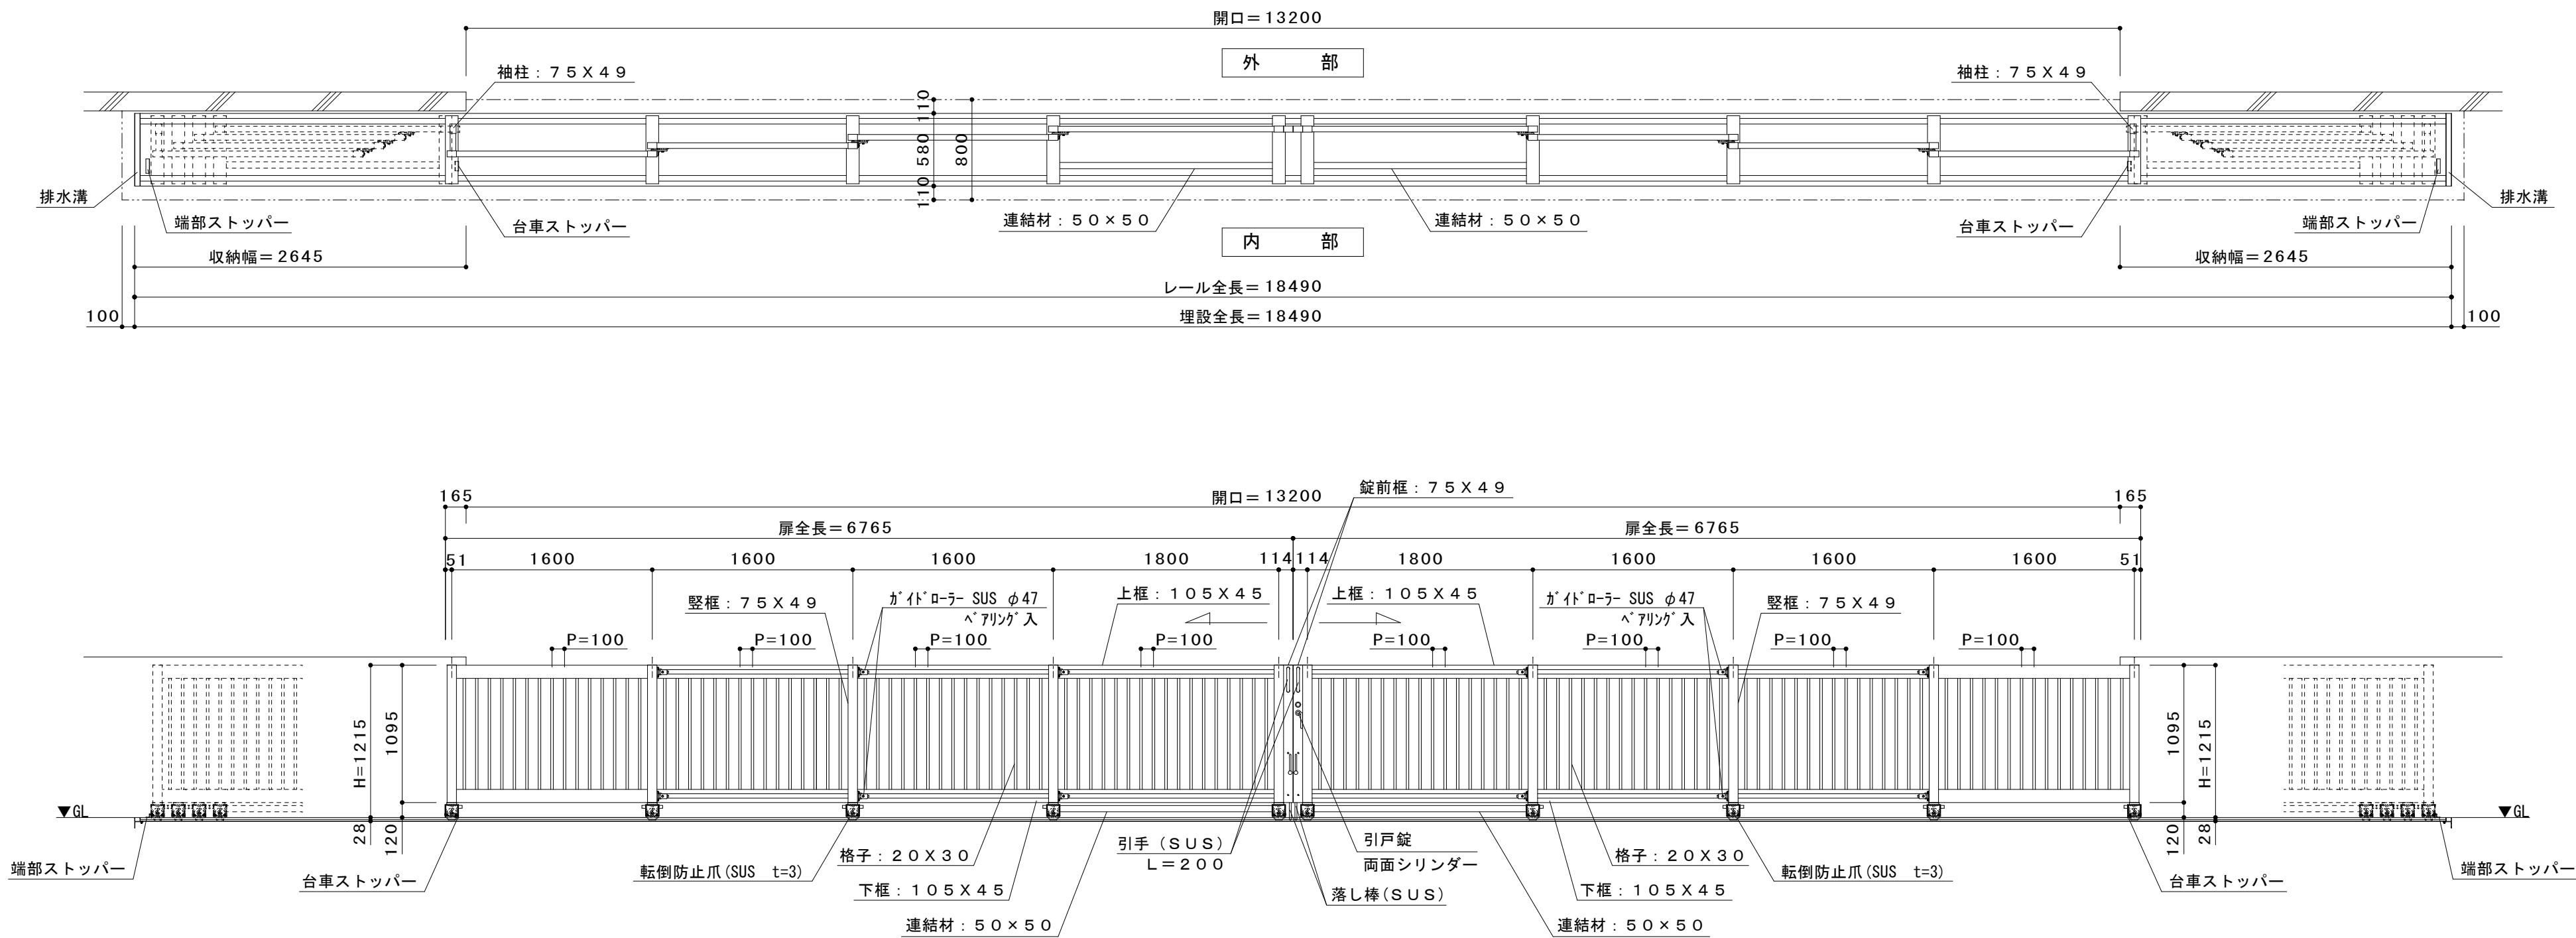 開口＝13200
外　　部
袖柱：７５Ｘ４９
袖柱：７５Ｘ４９
110
580
800
110
排水溝
端部ストッパー
台車ストッパー
連結材：５０×５０
連結材：５０×５０
台車ストッパー
端部ストッパー
排水溝
内　　部
収納幅＝2645
収納幅＝2645
レール全長＝18490
100
埋設全長＝18490
100
165
開口＝13200
165
錠前框：７５Ｘ４９
扉全長＝6765
扉全長＝6765
51
1600
1600
1600
1800
114
114
1800
1600
1600
1600
51
竪框：７５Ｘ４９
ｶﾞｲﾄﾞﾛｰﾗｰ SUS φ47
ﾍﾞｱﾘﾝｸﾞ入
上框：１０５Ｘ４５
上框：１０５Ｘ４５
ｶﾞｲﾄﾞﾛｰﾗｰ SUS φ47
ﾍﾞｱﾘﾝｸﾞ入
竪框：７５Ｘ４９
P=100
P=100
P=100
P=100
P=100
P=100
P=100
P=100
H=1215
1095
1095
H=1215
▼GL
▼GL
28
120
120
28
端部ストッパー
台車ストッパー
転倒防止爪(SUS　t=3)
格子：２０Ｘ３０
下框：１０５Ｘ４５
連結材：５０×５０
引手（ＳＵＳ）
Ｌ＝２００
引戸錠
両面シリンダー
落し棒(ＳＵＳ)
格子：２０Ｘ３０
下框：１０５Ｘ４５
連結材：５０×５０
転倒防止爪(SUS　t=3)
台車ストッパー
端部ストッパー